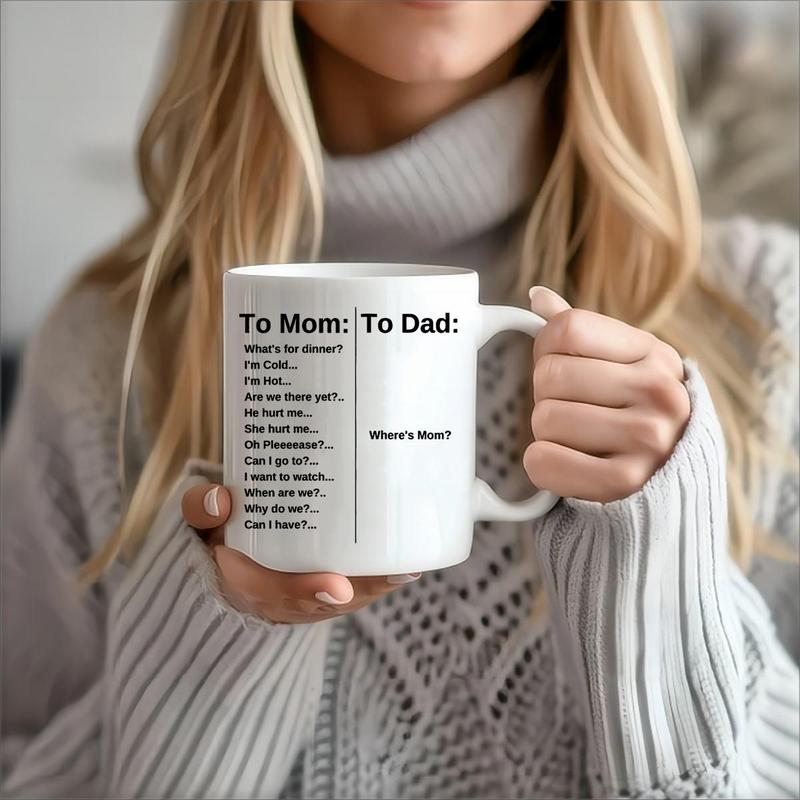 To Mom:
What's for dinner?
I'm Cold...
I'm Hot...
Are we there yet?..
He hurt me...
She hurt me...
Oh Pleeeease?...
Can I go to?...
I want to watch...
When are we?..
Why do we?...
Can I have?...
To Dad:
Where's Mom?